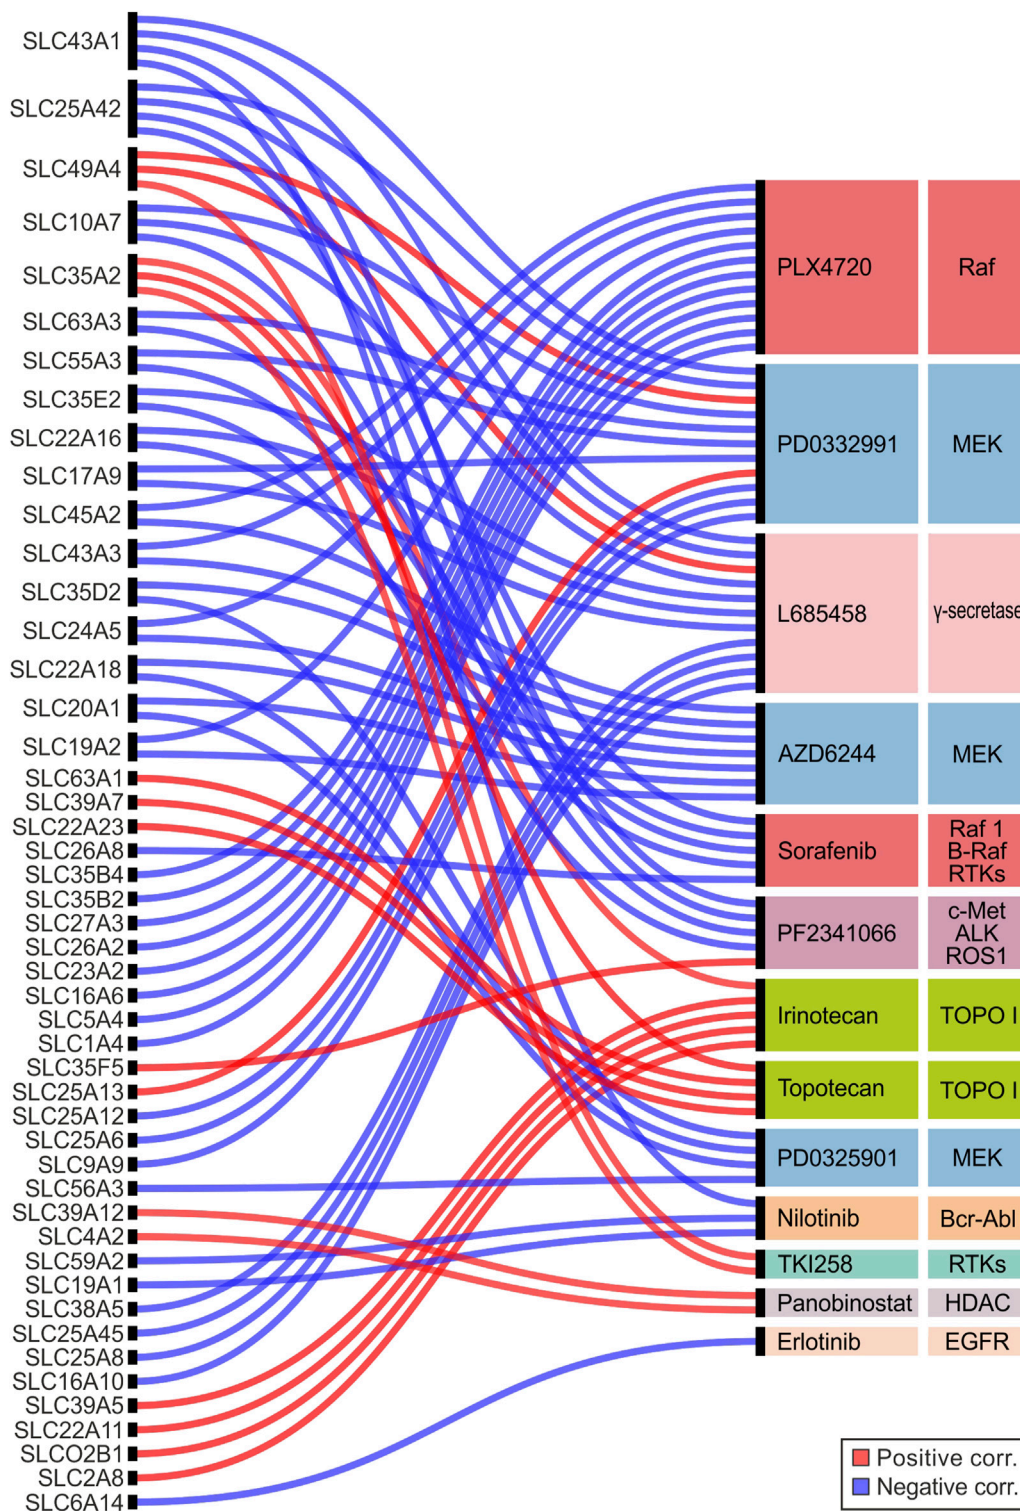 SLC43A1
SLC25A42
SLC49A4
SLC10A7
SLC35A2
SLC63A3
SLC55A3
SLC35E2
SLC22A16
SLC17A9
SLC45A2
SLC43A3
SLC35D2
SLC24A5
SLC22A18
SLC20A1
SLC19A2
SLC63A1
SLC39A7
SLC22A23
SLC26A8
SLC35B4
SLC35B2
SLC27A3
SLC26A2
SLC23A2
SLC16A6
SLC5A4
SLC1A4
SLC35F5
SLC25A13
SLC25A12
SLC25A6
SLC9A9
SLC56A3
SLC39A12
SLC4A2
SLC59A2
SLC19A1
SLC38A5
SLC25A45
SLC25A8
SLC16A10
SLC39A5
SLC22A11
SLCO2B1
SLC2A8
SLC6A14
PLX4720
Raf
PD0332991
MEK
L685458
γ-secretase
AZD6244
MEK
Sorafenib
Raf 1
B-Raf
RTKs
PF2341066
c-Met
ALK
ROS1
Irinotecan
TOPO I
Topotecan
TOPO I
PD0325901
MEK
Nilotinib
Bcr-Abl
TKI258
RTKs
Panobinostat
HDAC
Erlotinib
EGFR
Positive corr.
Negative corr.